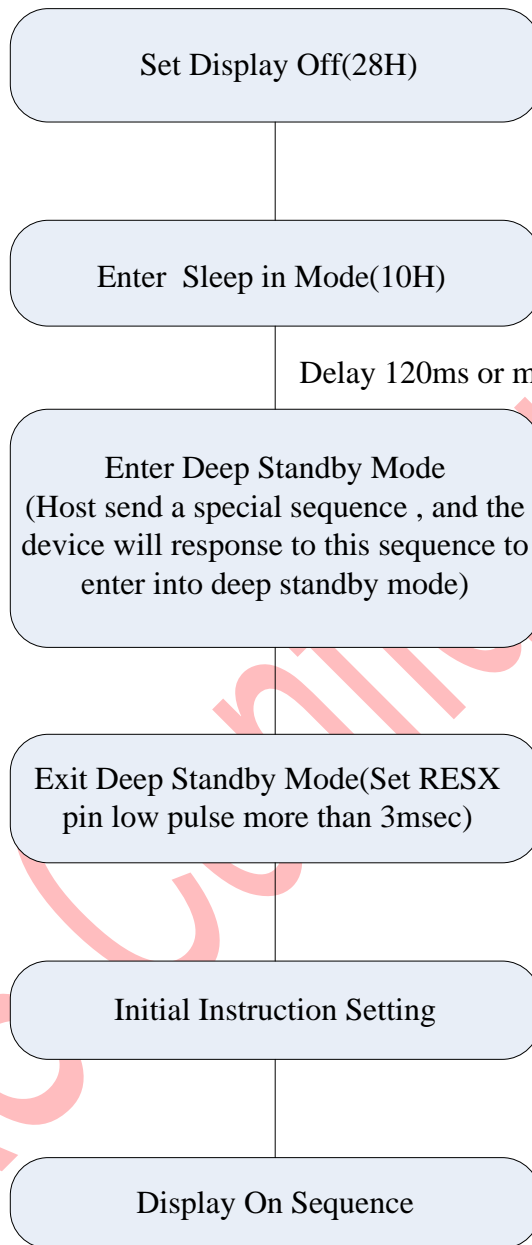 Set Display Off(28H)
Enter Sleep in Mode(10H)
Delay 120ms or
Enter Deep Standby Mode
(Host send a special sequence , and the
device will response to this sequence to
enter into deep standby mode)
Exit Deep Standby Mode(Set RESX
pin low pulse more than 3msec)
Initial Instruction Setting
Display On Sequence